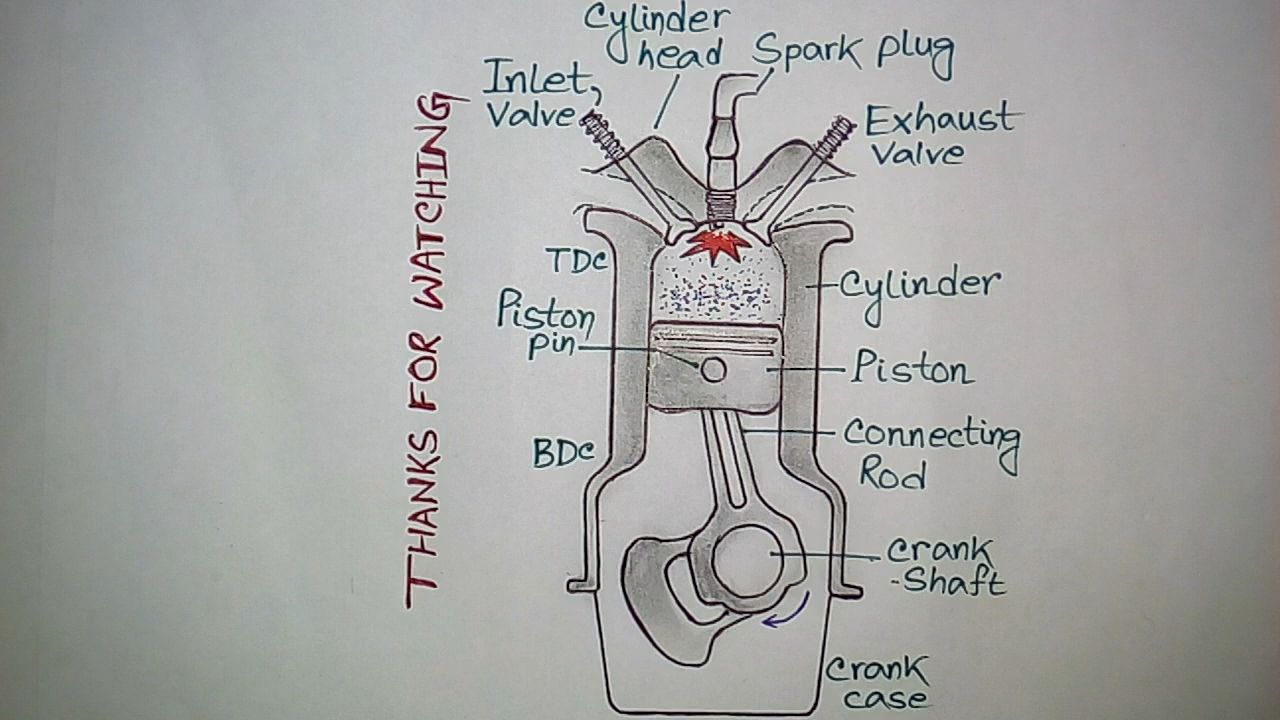 Cylinder
head
Spark plug
Inlet,
Valve
Exhaust
Valve
THANKS FOR WATCHING
TDC
Cylinder
Piston
pin
Piston
BDC
Connecting
Rod
Crank
-Shaft
Crank
case